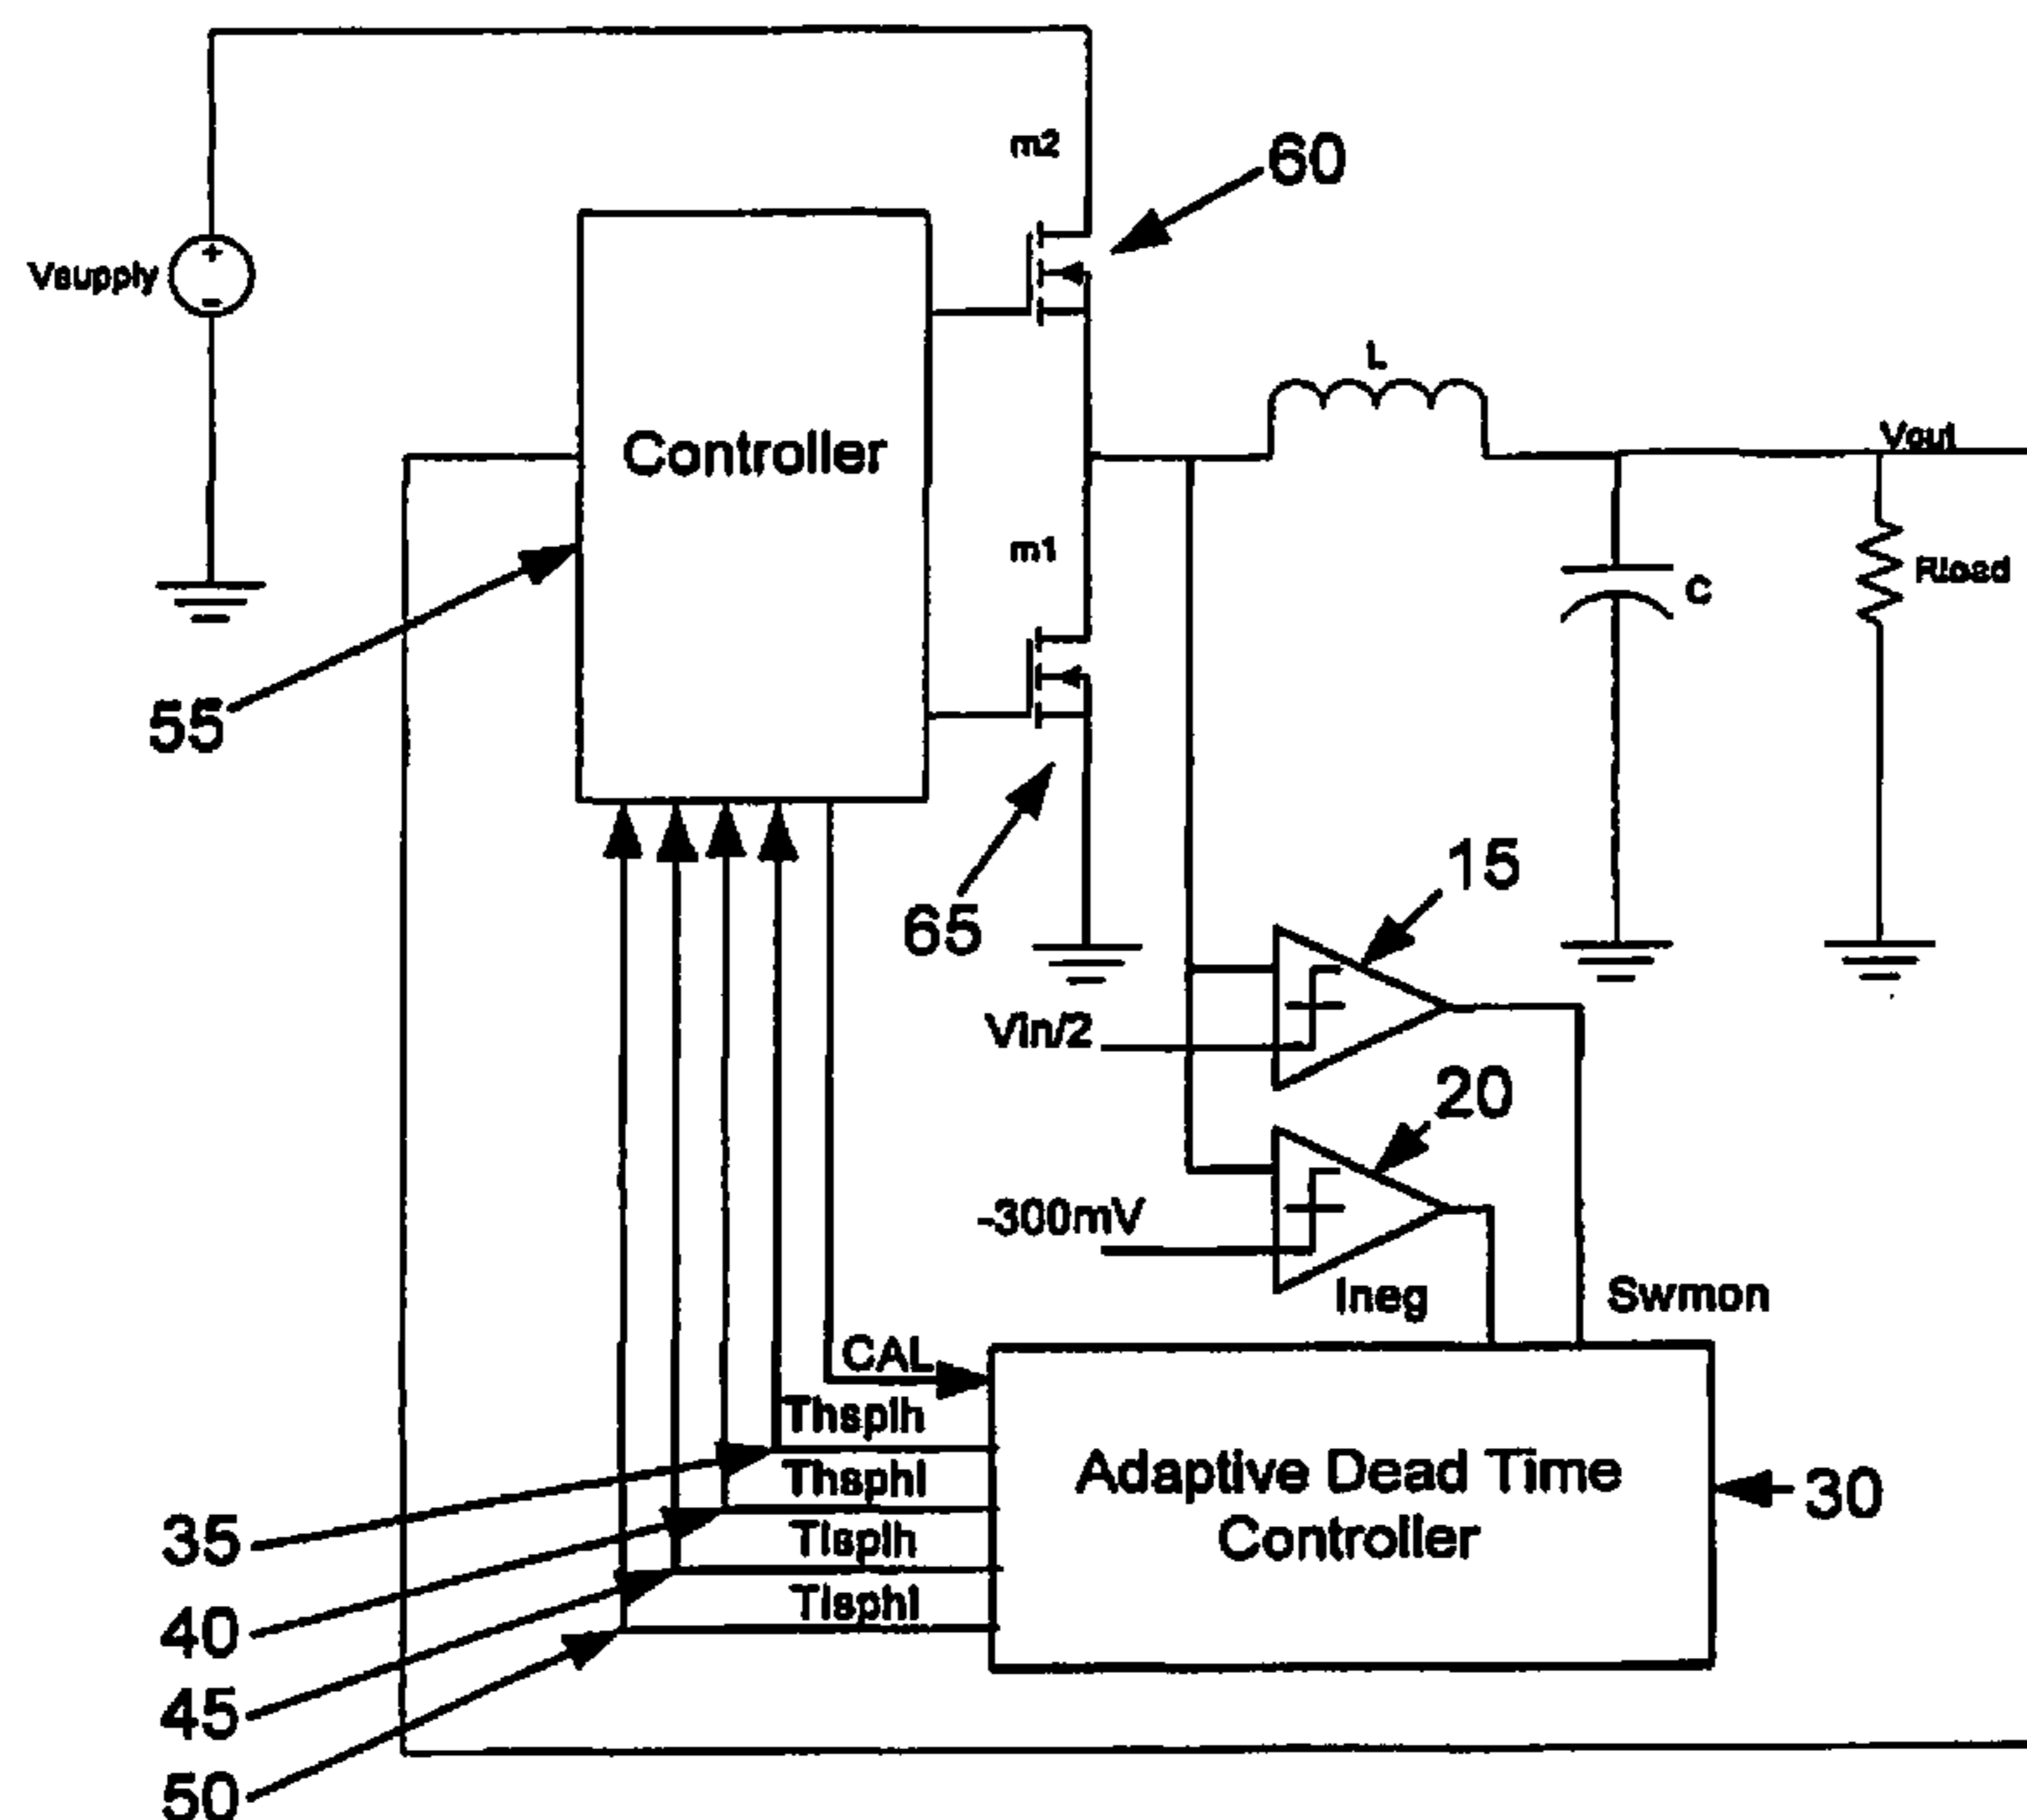 m2
60
Vsupply
+
-
L
Controller
Vout
m1
Rload
C
55
15
65
Vin/2
20
-300mV
Ineg
Swmon
CAL
Thsplh
Thsphl
Adaptive Dead Time
Controller
30
35
Tlsplh
Tlsphl
40
45
50